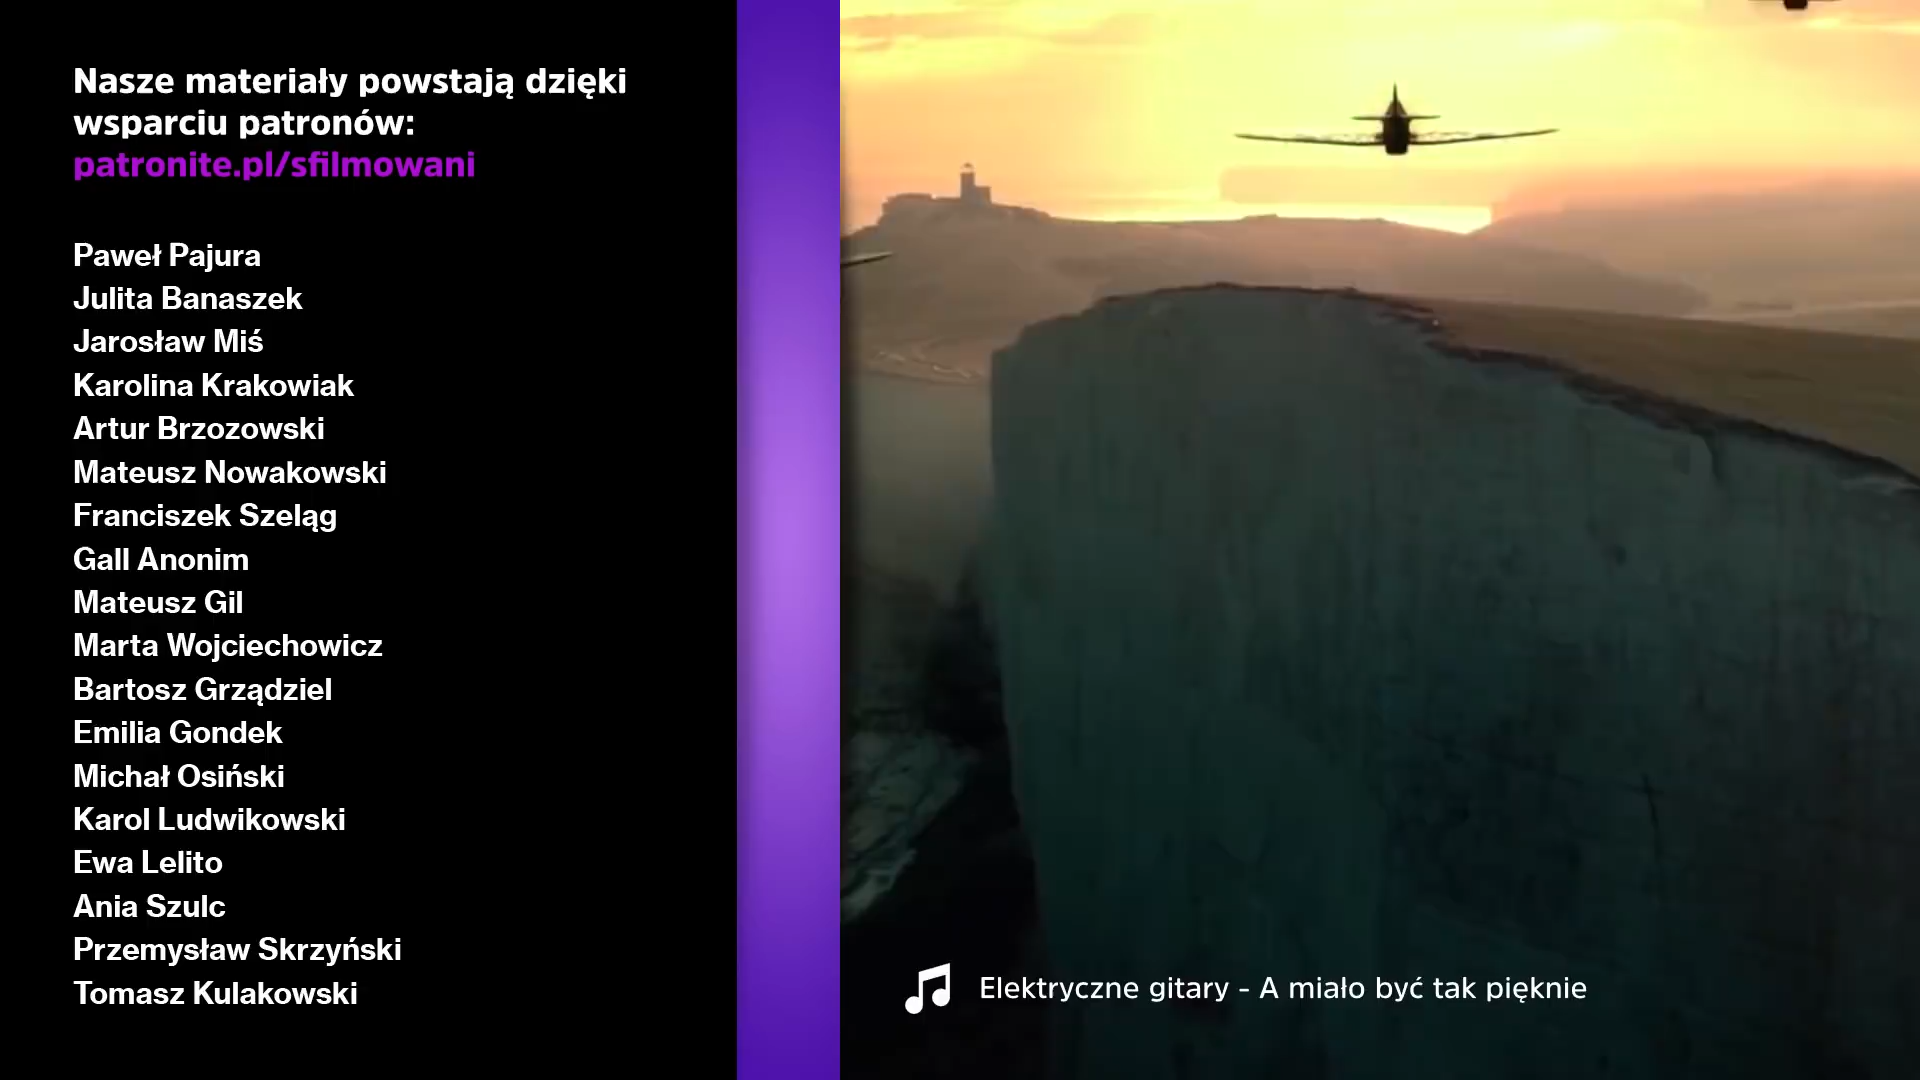 Nasze materiały powstają dzięki
wsparciu patronów:
patronite.pl/sfilmowani
Paweł Pajura
Julita Banaszek
Jarosław Miś
Karolina Krakowiak
Artur Brzozowski
Mateusz Nowakowski
Franciszek Szeląg
Gall Anonim
Mateusz Gil
Marta Wojciechowicz
Bartosz Grządziel
Emilia Gondek
Michał Osiński
Karol Ludwikowski
Ewa Lelito
Ania Szulc
Przemysław Skrzyński
Tomasz Kulakowski
Elektryczne gitary - A miało być tak pięknie